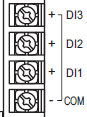 + DI3
+ DI2
+ DI1
- COM